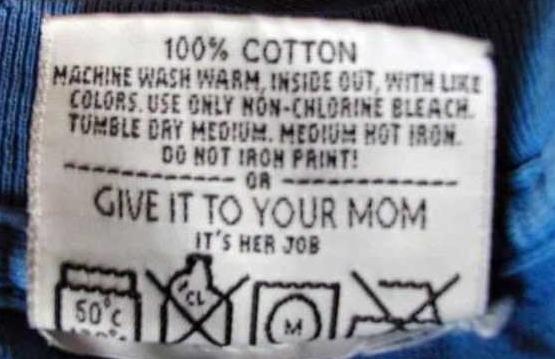 100% COTTON
MACHINE WASH WARM, INSIDE OUT, WITH LIKE
COLORS. USE ONLY NON-CHLORINE BLEACH.
TUMBLE DRY MEDIUM. MEDIUM HOT IRON.
DO NOT IRON PRINT!
OR
GIVE IT TO YOUR MOM
IT'S HER JOB
50°C CL M